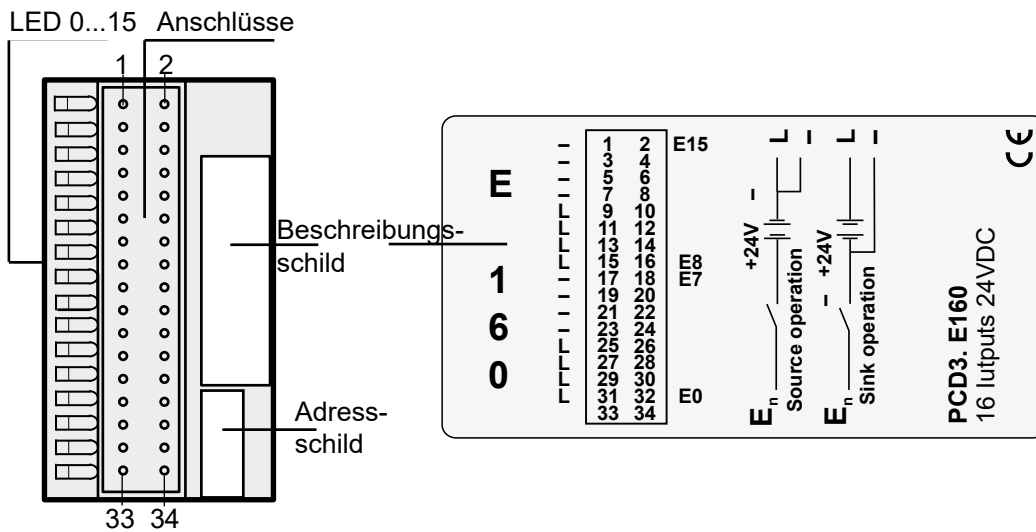 LED 0...15 Anschlüsse
1 2
33 34
Beschreibungs-
schild
Adress-
schild
E
1
6
0
– 1 2 E15
– 3 4
– 5 6
– 7 8
L 9 10
L 11 12
L 13 14
L 15 16 E8
– 17 18 E7
– 19 20
– 21 22
– 23 24
L 25 26
L 27 28
L 29 30
L 31 32 E0
33 34
En +24V – L –
Source operation
En – +24V L –
Sink operation
PCD3. E160
16 Iutputs 24VDC
CE